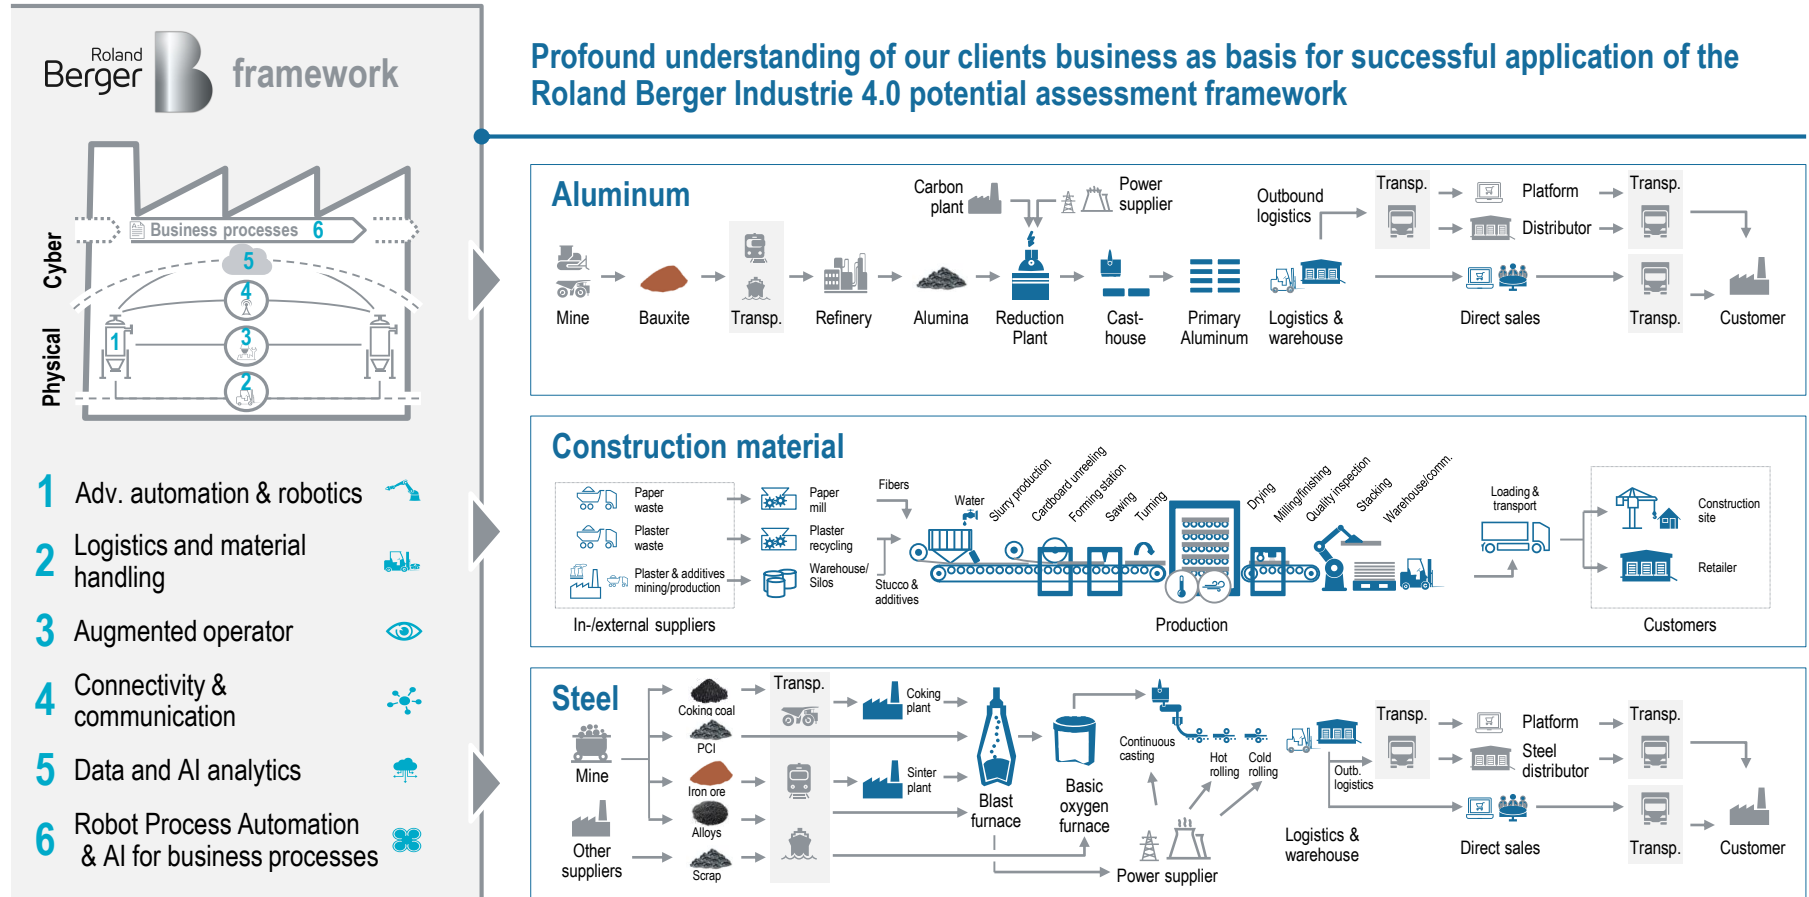 Roland
Berger
framework
Profound understanding of our clients business as basis for successful application of the
Roland Berger Industrie 4.0 potential assessment framework
Cyber
Physical
Business processes 6
5
4
3
2
1
1 Adv. automation & robotics
2 Logistics and material
handling
3 Augmented operator
4 Connectivity &
communication
5 Data and AI analytics
6 Robot Process Automation
& AI for business processes
Aluminum
Carbon
plant
Power
supplier
Outbound
logistics
Transp.
Platform
Distributor
Transp.
Mine
Bauxite
Transp.
Refinery
Alumina
Reduction
Plant
Cast-
house
Primary
Aluminum
Logistics &
warehouse
Direct sales
Transp.
Customer
Construction material
Paper
waste
Paper
mill
Plaster
waste
Plaster
recycling
Plaster & additives
mining/production
Warehouse/
Silos
In-/external suppliers
Fibers
Stucco &
additives
Water
Slurry production
Cardboard unreeling
Forming station
Sawing
Turning
Drying
Milling/finishing
Quality inspection
Stacking
Warehouse/comm.
Production
Loading &
transport
Construction
site
Retailer
Customers
Steel
Mine
Other
suppliers
Coking coal
PCI
Iron ore
Alloys
Scrap
Transp.
Coking
plant
Sinter
plant
Blast
furnace
Basic
oxygen
furnace
Continuous
casting
Hot
rolling
Cold
rolling
Power supplier
Logistics &
warehouse
Outb.
logistics
Transp.
Platform
Steel
distributor
Transp.
Direct sales
Transp.
Customer